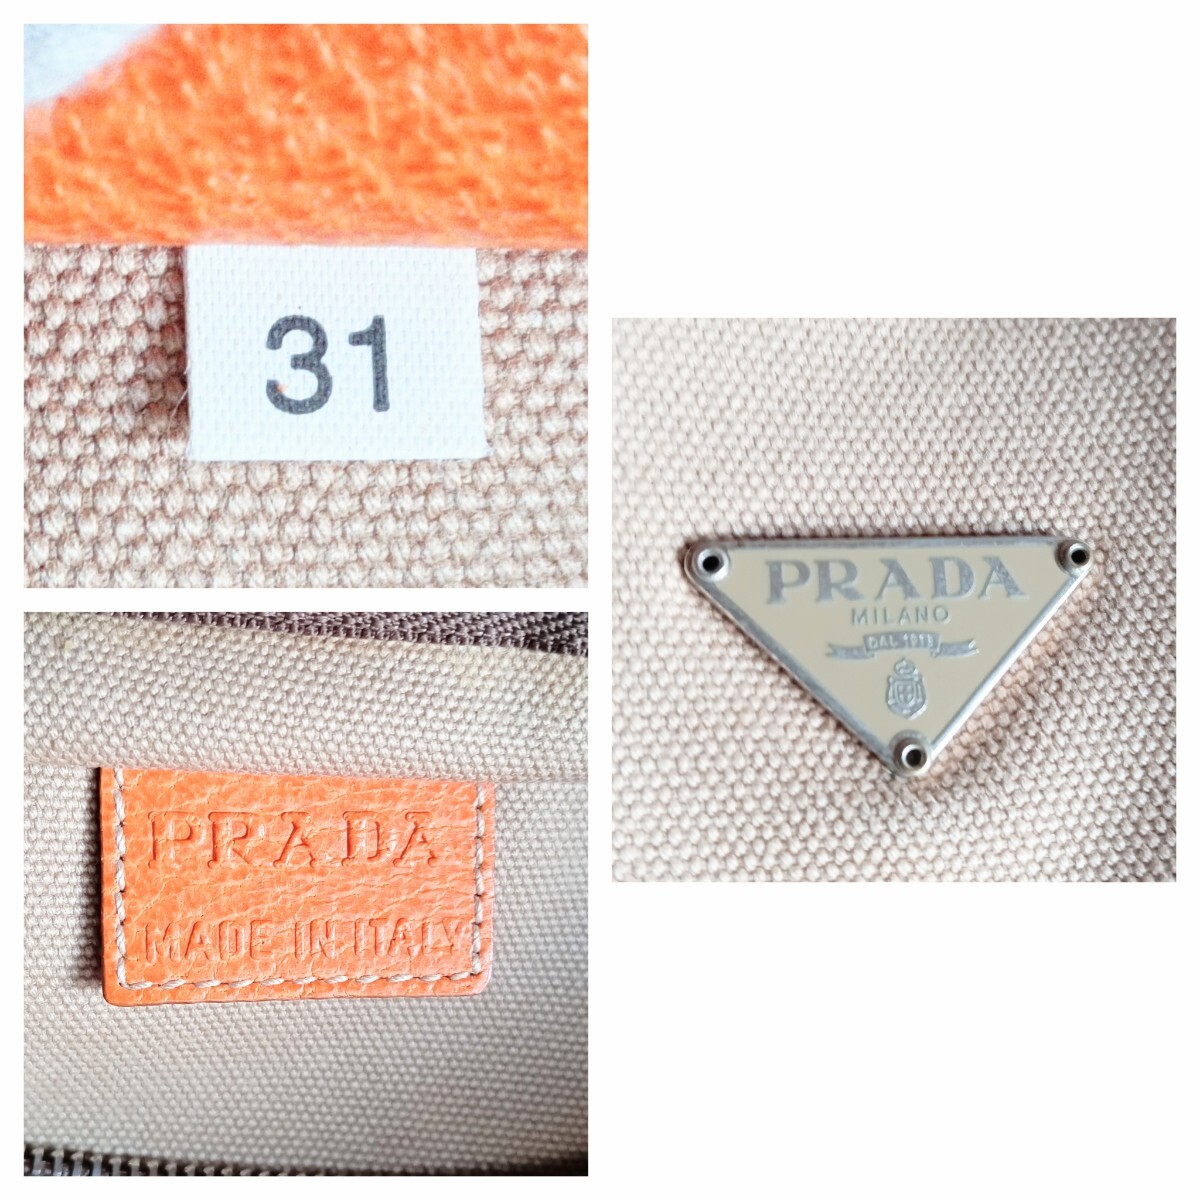 31
PRADA
MADE IN ITALY
PRADA
MILANO
DAL 1913